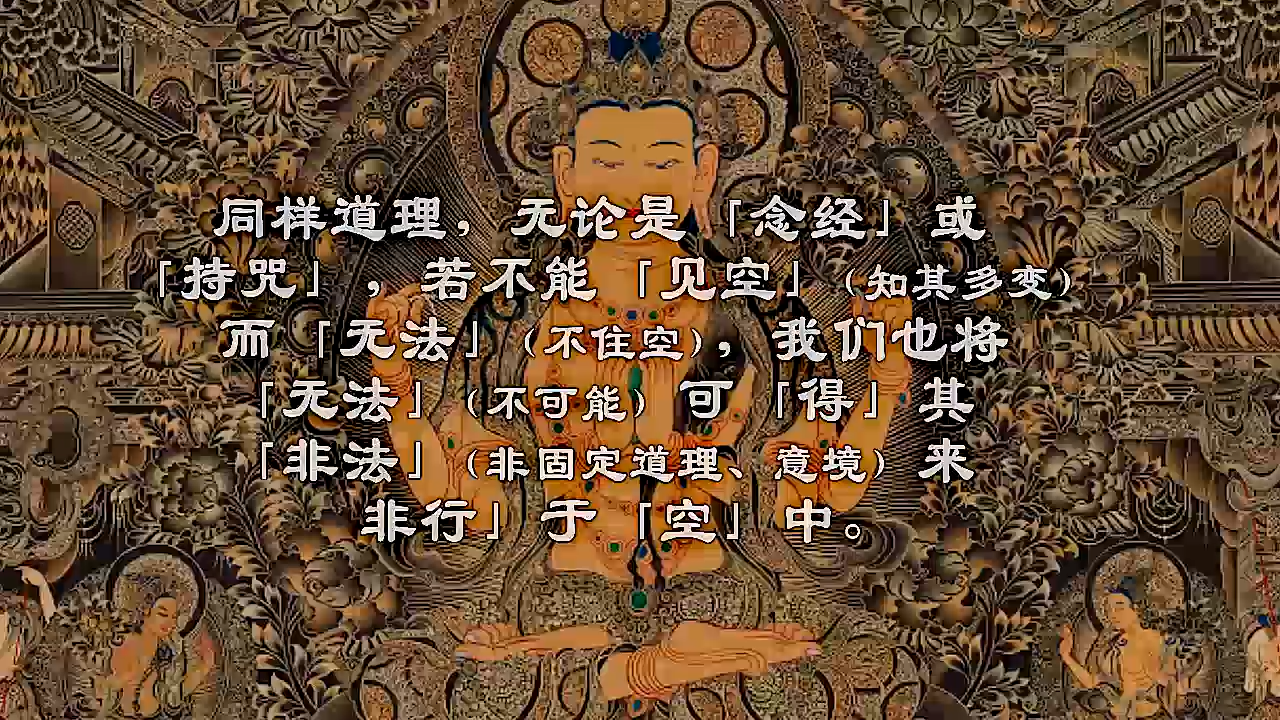 同样道理，无论是「念经」或
「持咒」，若不能「见空」（知其多变）
而「无法」（不住空），我们也将
「无法」（不可能）可「得」其
「非法」（非固定道理、意境）来
非行」于「空」中。